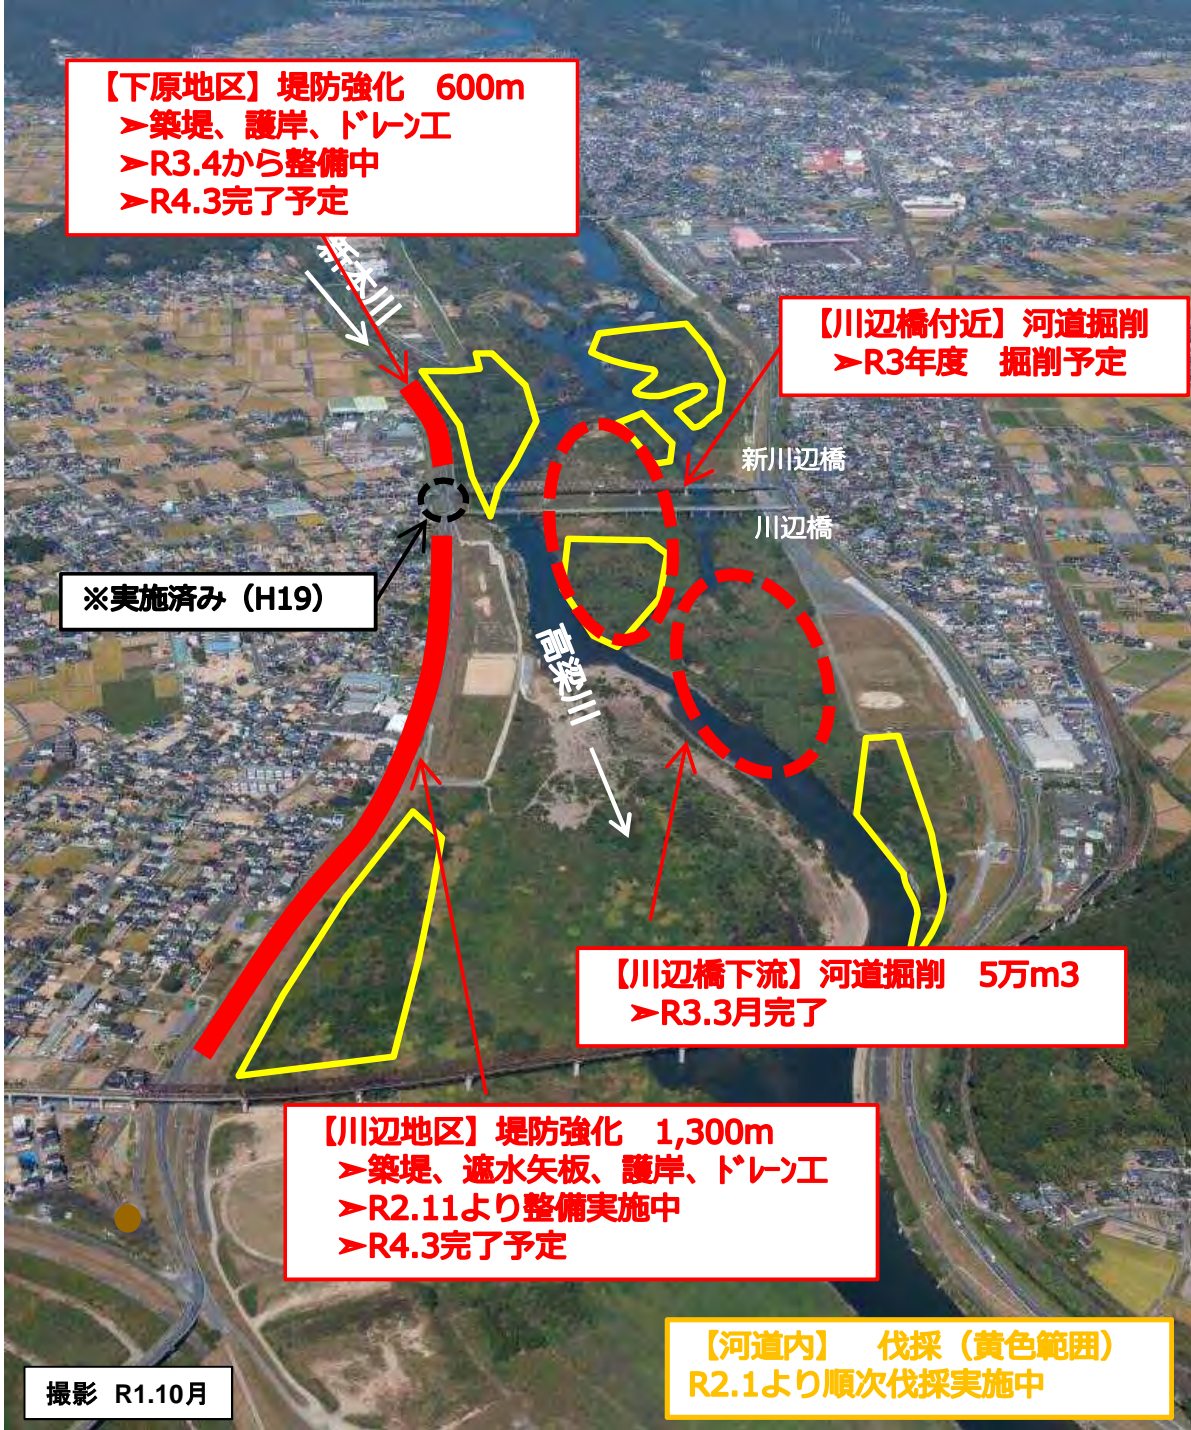 【下原地区】堤防強化　600m
➢築堤、護岸、ﾄﾞﾚｰﾝ工
➢R3.4から整備中
➢R4.3完了予定
新本川
【川辺橋付近】河道掘削
➢R3年度　掘削予定
新川辺橋
川辺橋
※実施済み（H19）
高梁川
【川辺橋下流】河道掘削　5万m3
➢R3.3月完了
【川辺地区】堤防強化　1,300m
➢築堤、遮水矢板、護岸、ﾄﾞﾚｰﾝ工
➢R2.11より整備実施中
➢R4.3完了予定
【河道内】　伐採（黄色範囲）
R2.1より順次伐採実施中
撮影 R1.10月